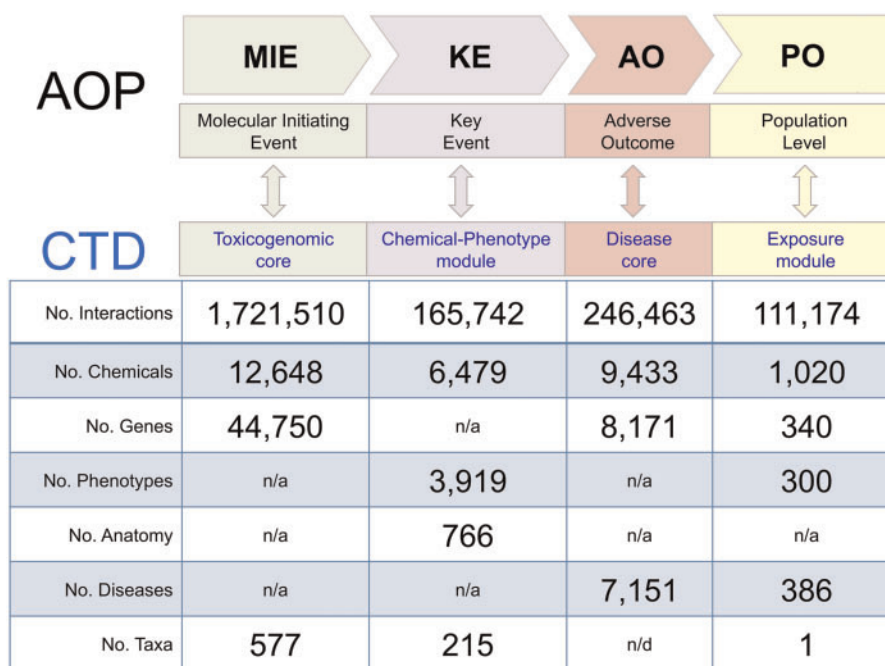 AOP
MIE KE AO PO
Molecular Initiating Key Adverse Population
Event Event Outcome Level
CTD
Toxicogenomic Chemical-Phenotype Disease Exposure
core module core module
No. Interactions 1,721,510 165,742 246,463 111,174
No. Chemicals 12,648 6,479 9,433 1,020
No. Genes 44,750 n/a 8,171 340
No. Phenotypes n/a 3,919 n/a 300
No. Anatomy n/a 766 n/a n/a
No. Diseases n/a n/a 7,151 386
No. Taxa 577 215 n/d 1